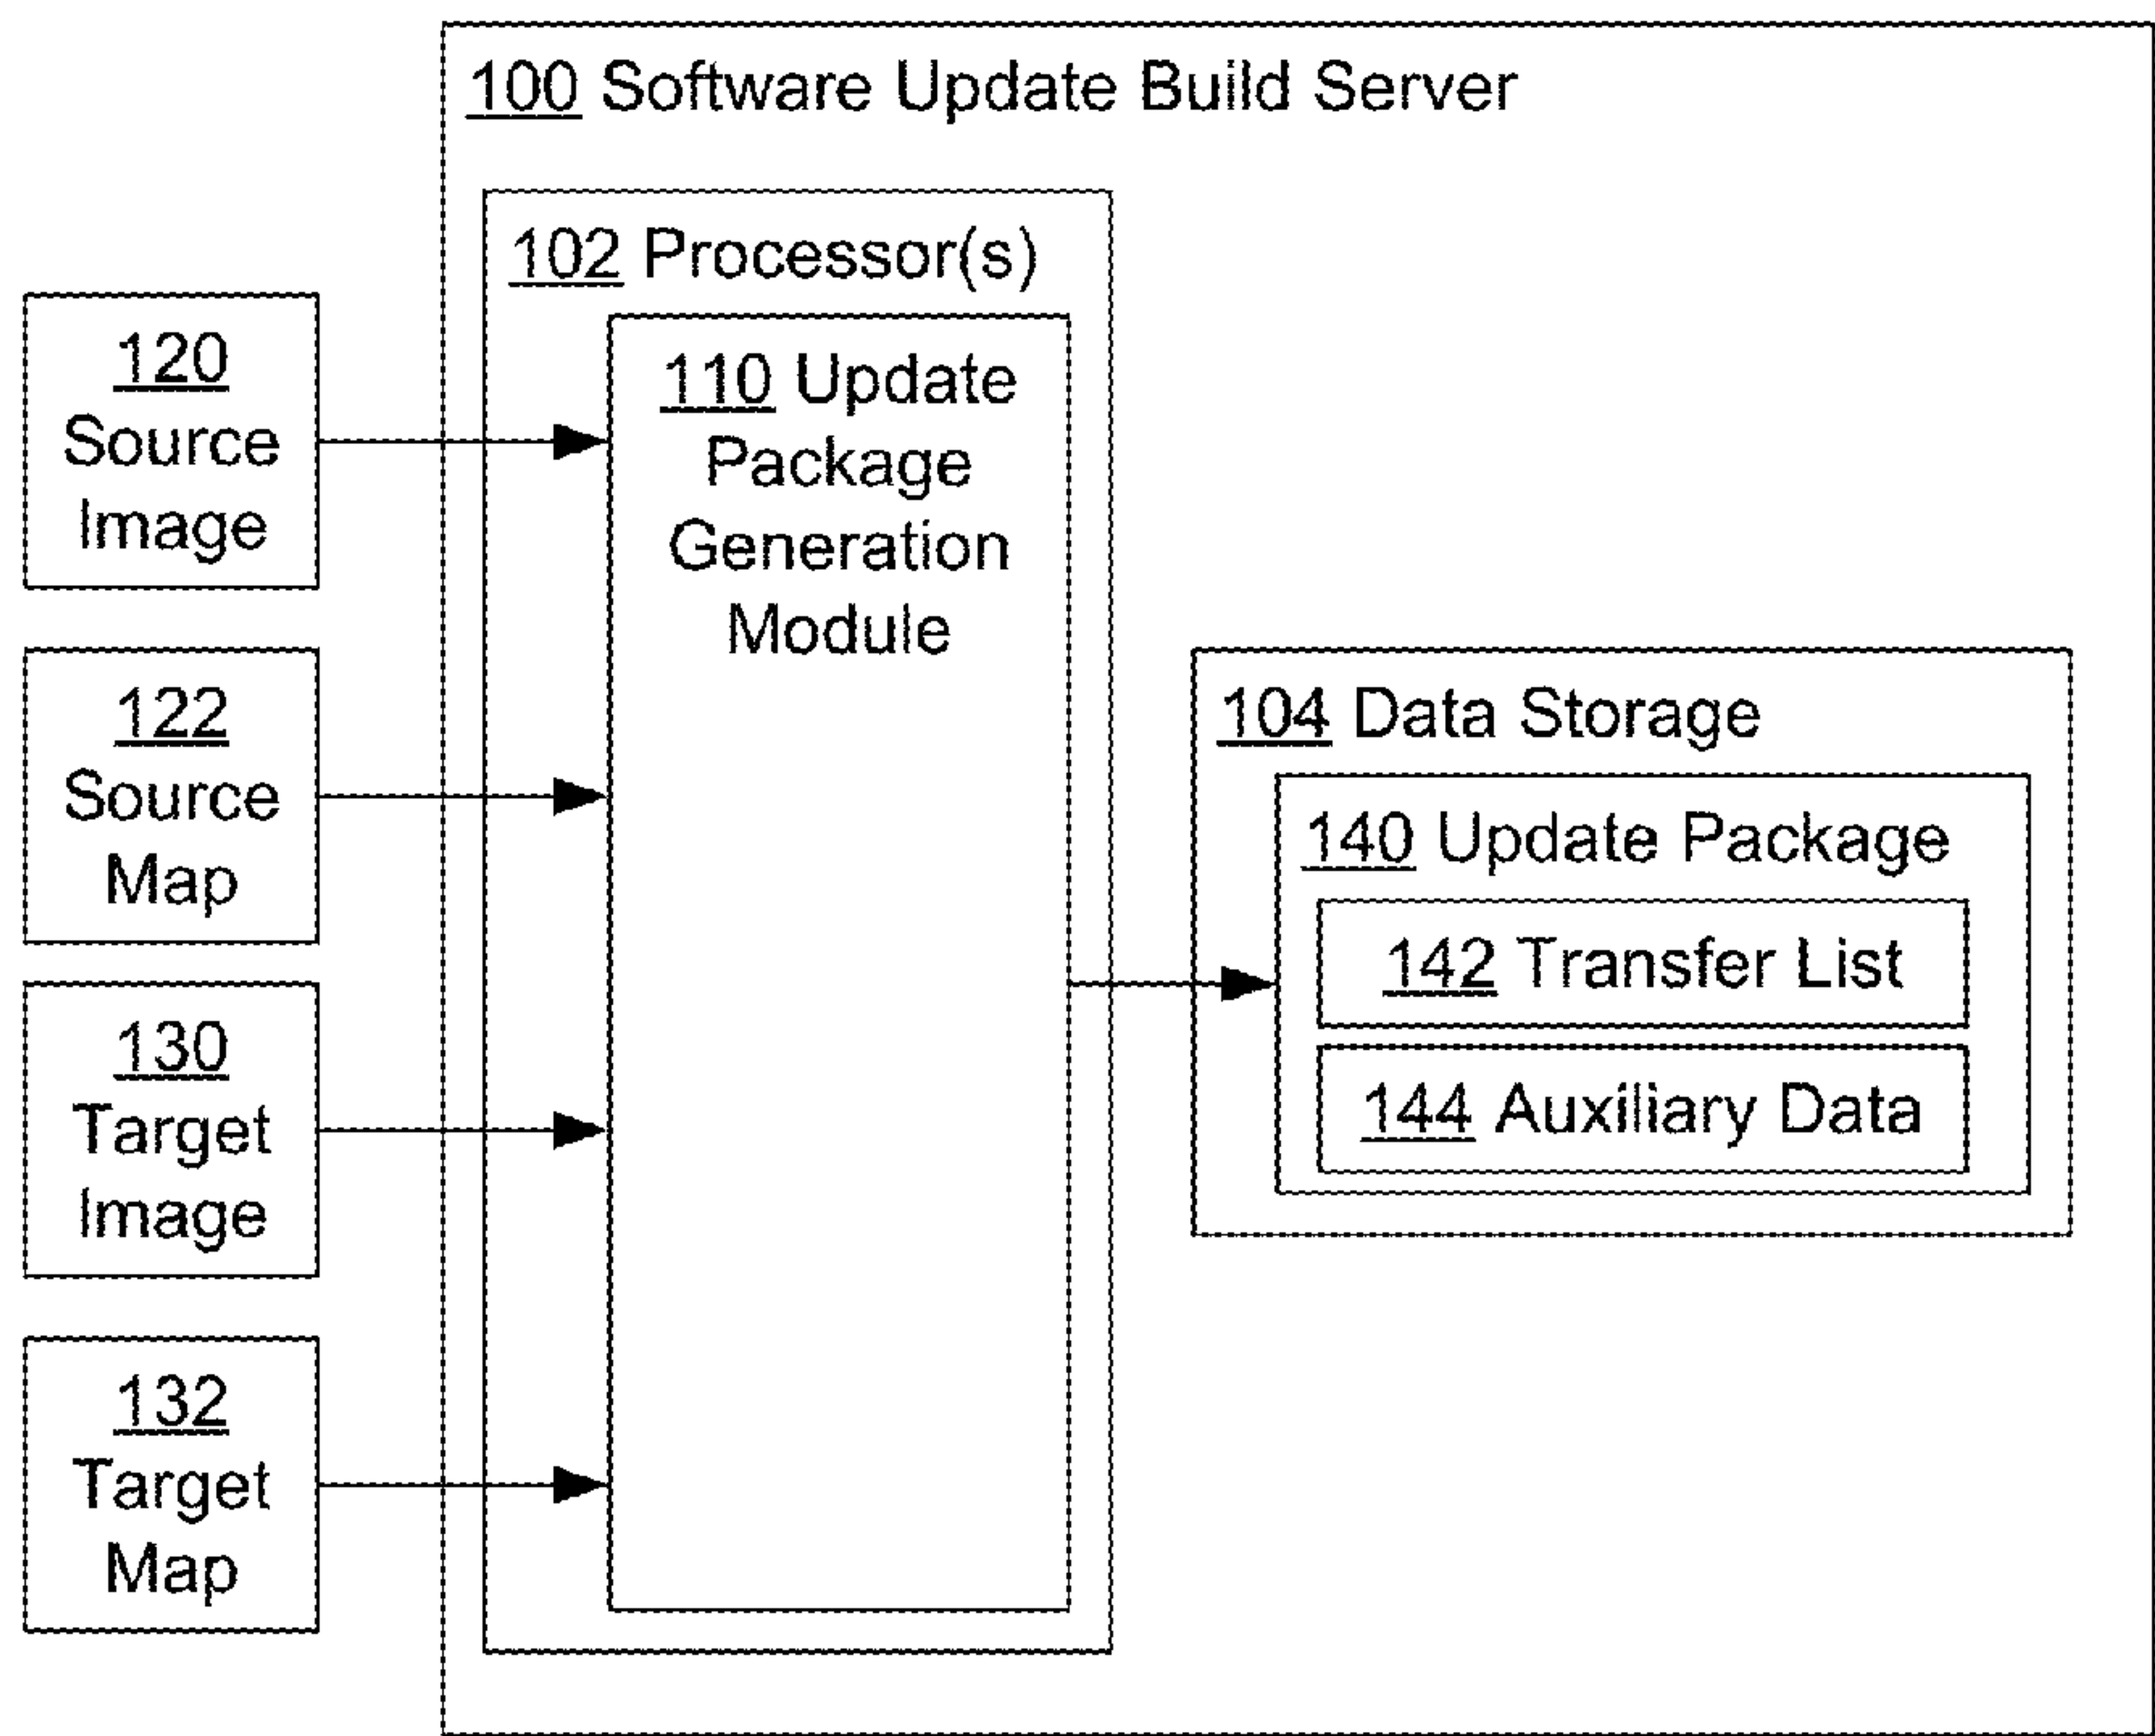 100 Software Update Build Server
102 Processor(s)
110 Update
Package
Generation
Module
120
Source
Image
122
Source
Map
130
Target
Image
132
Target
Map
104 Data Storage
140 Update Package
142 Transfer List
144 Auxiliary Data